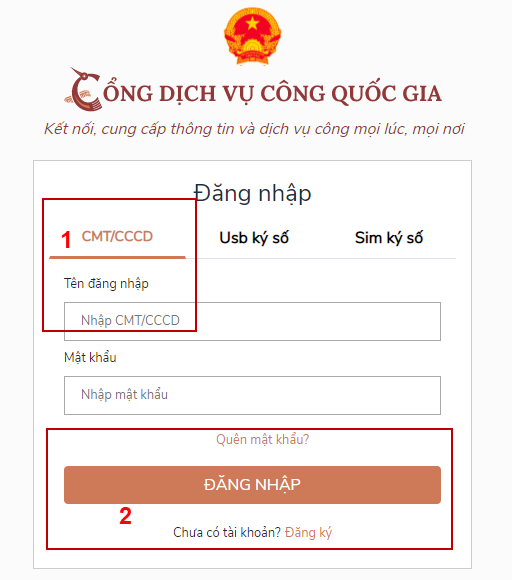 CỔNG DỊCH VỤ CÔNG QUỐC GIA
Kết nối, cung cấp thông tin và dịch vụ công mọi lúc, mọi nơi
Đăng nhập
1 CMT/CCCD Usb ký số Sim ký số
Tên đăng nhập
Nhập CMT/CCCD
Mật khẩu
Nhập mật khẩu
Quên mật khẩu?
ĐĂNG NHẬP
2
Chưa có tài khoản? Đăng ký